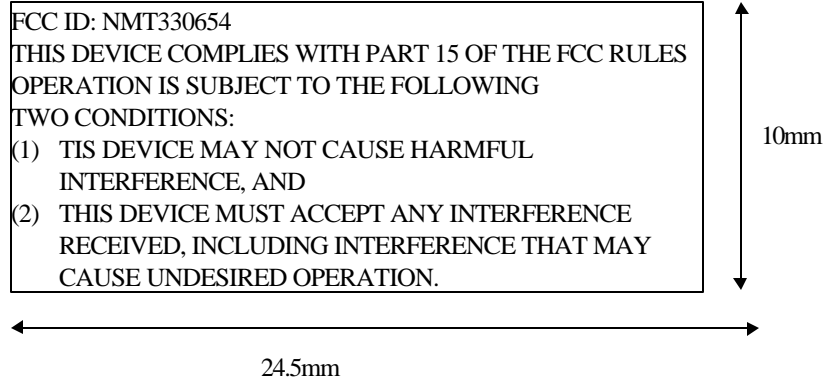 FCC ID: NMT330654
THIS DEVICE COMPLIES WITH PART 15 OF THE FCC RULES
OPERATION IS SUBJECT TO THE FOLLOWING
TWO CONDITIONS:
(1) TIS DEVICE MAY NOT CAUSE HARMFUL
INTERFERENCE, AND
(2) THIS DEVICE MUST ACCEPT ANY INTERFERENCE
RECEIVED, INCLUDING INTERFERENCE THAT MAY
CAUSE UNDESIRED OPERATION.
10mm
24.5mm